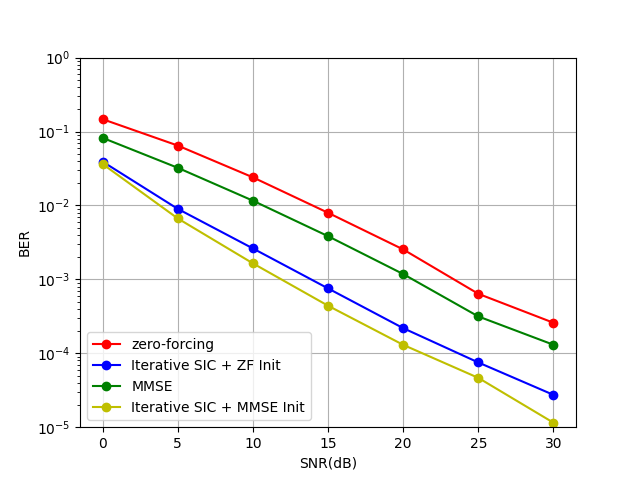 10^0
10^-1
10^-2
10^-3
10^-4
10^-5
BER
zero-forcing
Iterative SIC + ZF Init
MMSE
Iterative SIC + MMSE Init
0 5 10 15 20 25 30
SNR(dB)